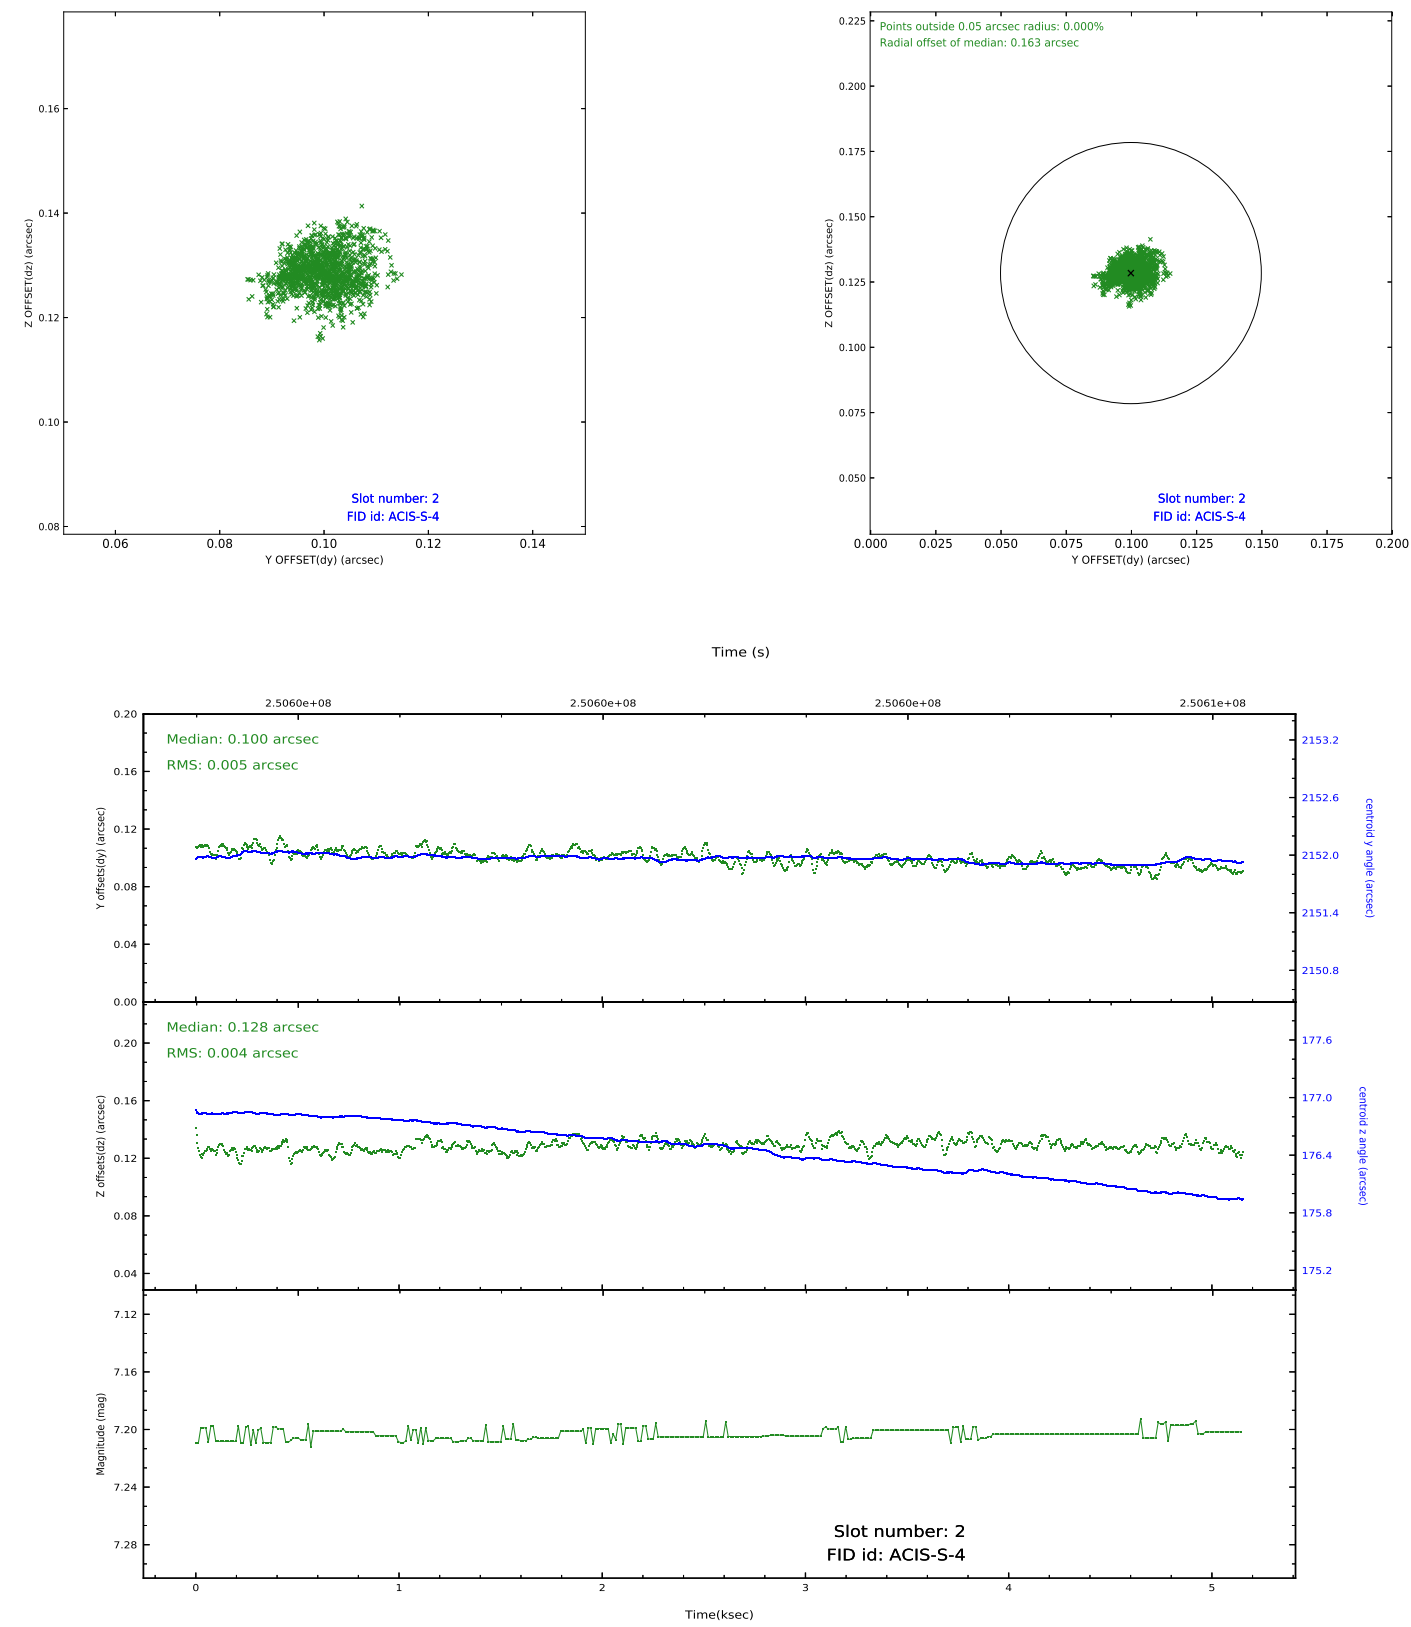 0.16
0.14
0.12
0.10
0.08
Z OFFSET(dz) (arcsec)
Slot number: 2
FID id: ACIS-S-4
0.06 0.08 0.10 0.12 0.14
Y OFFSET(dy) (arcsec)
Points outside 0.05 arcsec radius: 0.000%
Radial offset of median: 0.163 arcsec
0.225
0.200
0.175
0.150
0.125
0.100
0.075
0.050
Z OFFSET(dz) (arcsec)
Slot number: 2
FID id: ACIS-S-4
0.000 0.025 0.050 0.075 0.100 0.125 0.150 0.175 0.200
Y OFFSET(dy) (arcsec)
Time (s)
2.5060e+08 2.5060e+08 2.5060e+08 2.5061e+08
Median: 0.100 arcsec
RMS: 0.005 arcsec
0.20
0.16
0.12
0.08
0.04
0.00
Y offsets(dy) (arcsec)
2153.2
2152.6
2152.0
2151.4
2150.8
centroid y angle (arcsec)
Median: 0.128 arcsec
RMS: 0.004 arcsec
0.20
0.16
0.12
0.08
0.04
Z offsets(dz) (arcsec)
177.6
177.0
176.4
175.8
175.2
centroid z angle (arcsec)
7.12
7.16
7.20
7.24
7.28
Magnitude (mag)
Slot number: 2
FID id: ACIS-S-4
0 1 2 3 4 5
Time(ksec)